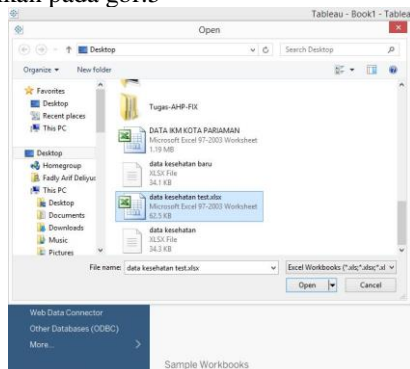 Tableau - Book1 - Tablea
Open
Desktop
Search Desktop
Organize
New folder
Favorites
Desktop
Recent places
This PC
Desktop
Homegroup
Fadly Arif Deliyu
This PC
Desktop
Documents
Downloads
Music
Pictures
Tugas-AHP-FIX
DATA IKM KOTA PARIAMAN
Microsoft Excel 97-2003 Worksheet
1.19 MB
data kesehatan baru
XLSX File
34.1 KB
data kesehatan test.xlsx
Microsoft Excel 97-2003 Worksheet
62.5 KB
data kesehatan
XLSX File
34.3 KB
File name:
data kesehatan test.xlsx
Excel Workbooks (*.xls;*.xlsx;*.xl
Open
Cancel
Web Data Connector
Other Databases (ODBC)
More...
Sample Workbooks